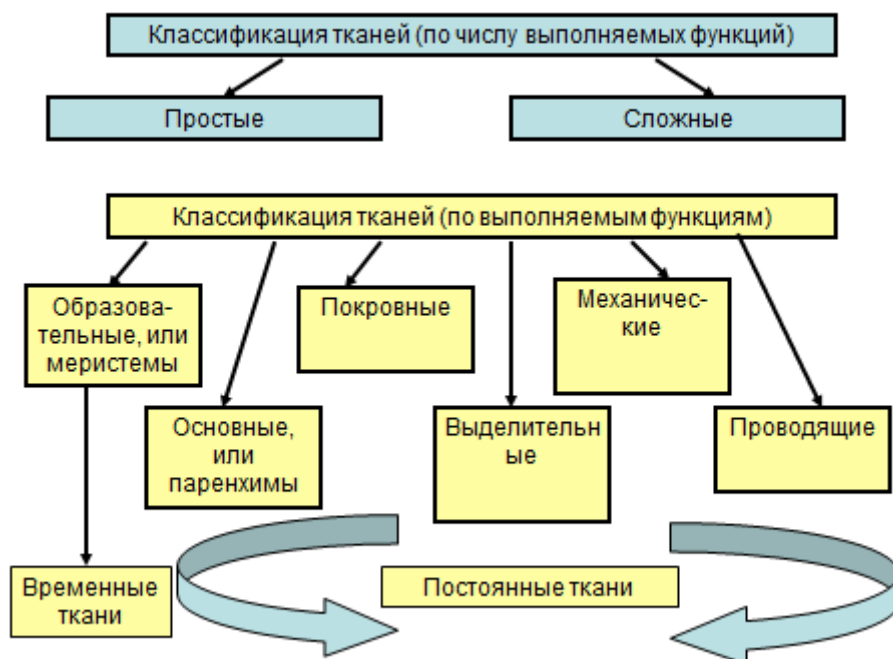 Классификация тканей (по числу выполняемых функций)
Простые
Сложные
Классификация тканей (по выполняемым функциям)
Образова-
тельные, или
меристемы
Покровные
Механичес-
кие
Основные,
или
паренхимы
Выделительн
ые
Проводящие
Временные
ткани
Постоянные ткани